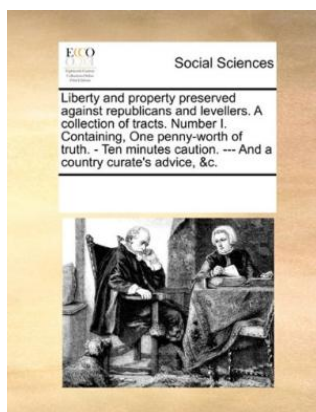 ECCO
Social Sciences
Liberty and property preserved
against republicans and levellers. A
collection of tracts. Number I.
Containing, One penny-worth of
truth. - Ten minutes caution. --- And a
country curate's advice, &c.